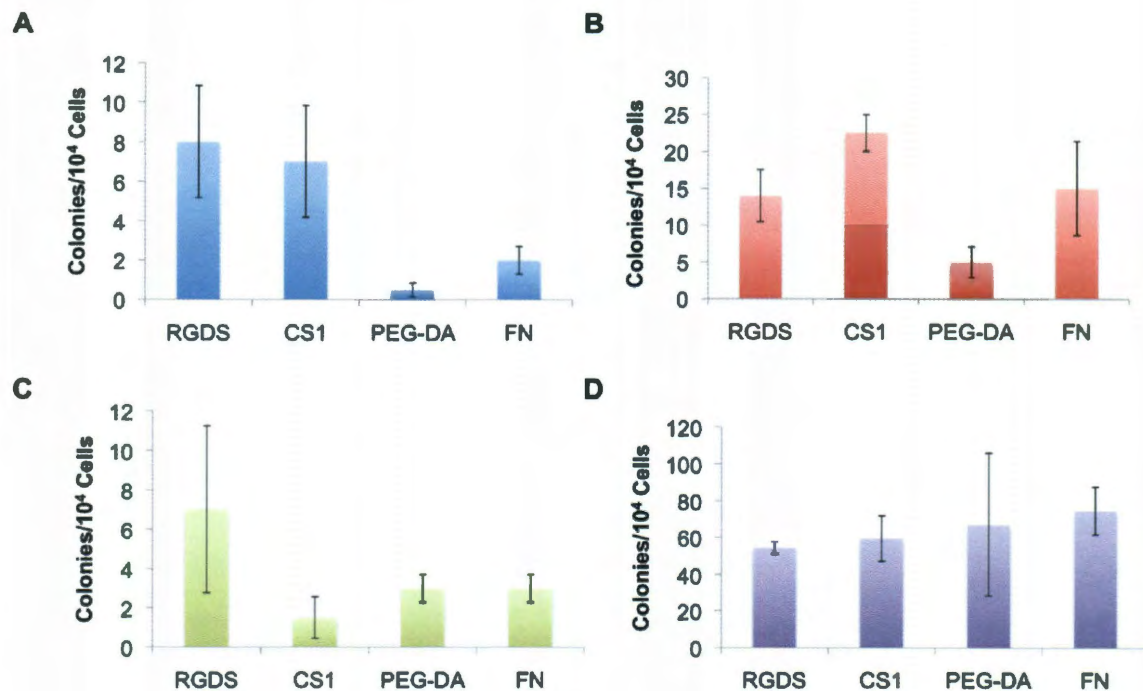 A
Colonies/10⁴ Cells
12
10
8
6
4
2
0
RGDS CS1 PEG-DA FN
B
Colonies/10⁴ Cells
30
25
20
15
10
5
0
RGDS CS1 PEG-DA FN
C
Colonies/10⁴ Cells
12
10
8
6
4
2
0
RGDS CS1 PEG-DA FN
D
Colonies/10⁴ Cells
120
100
80
60
40
20
0
RGDS CS1 PEG-DA FN